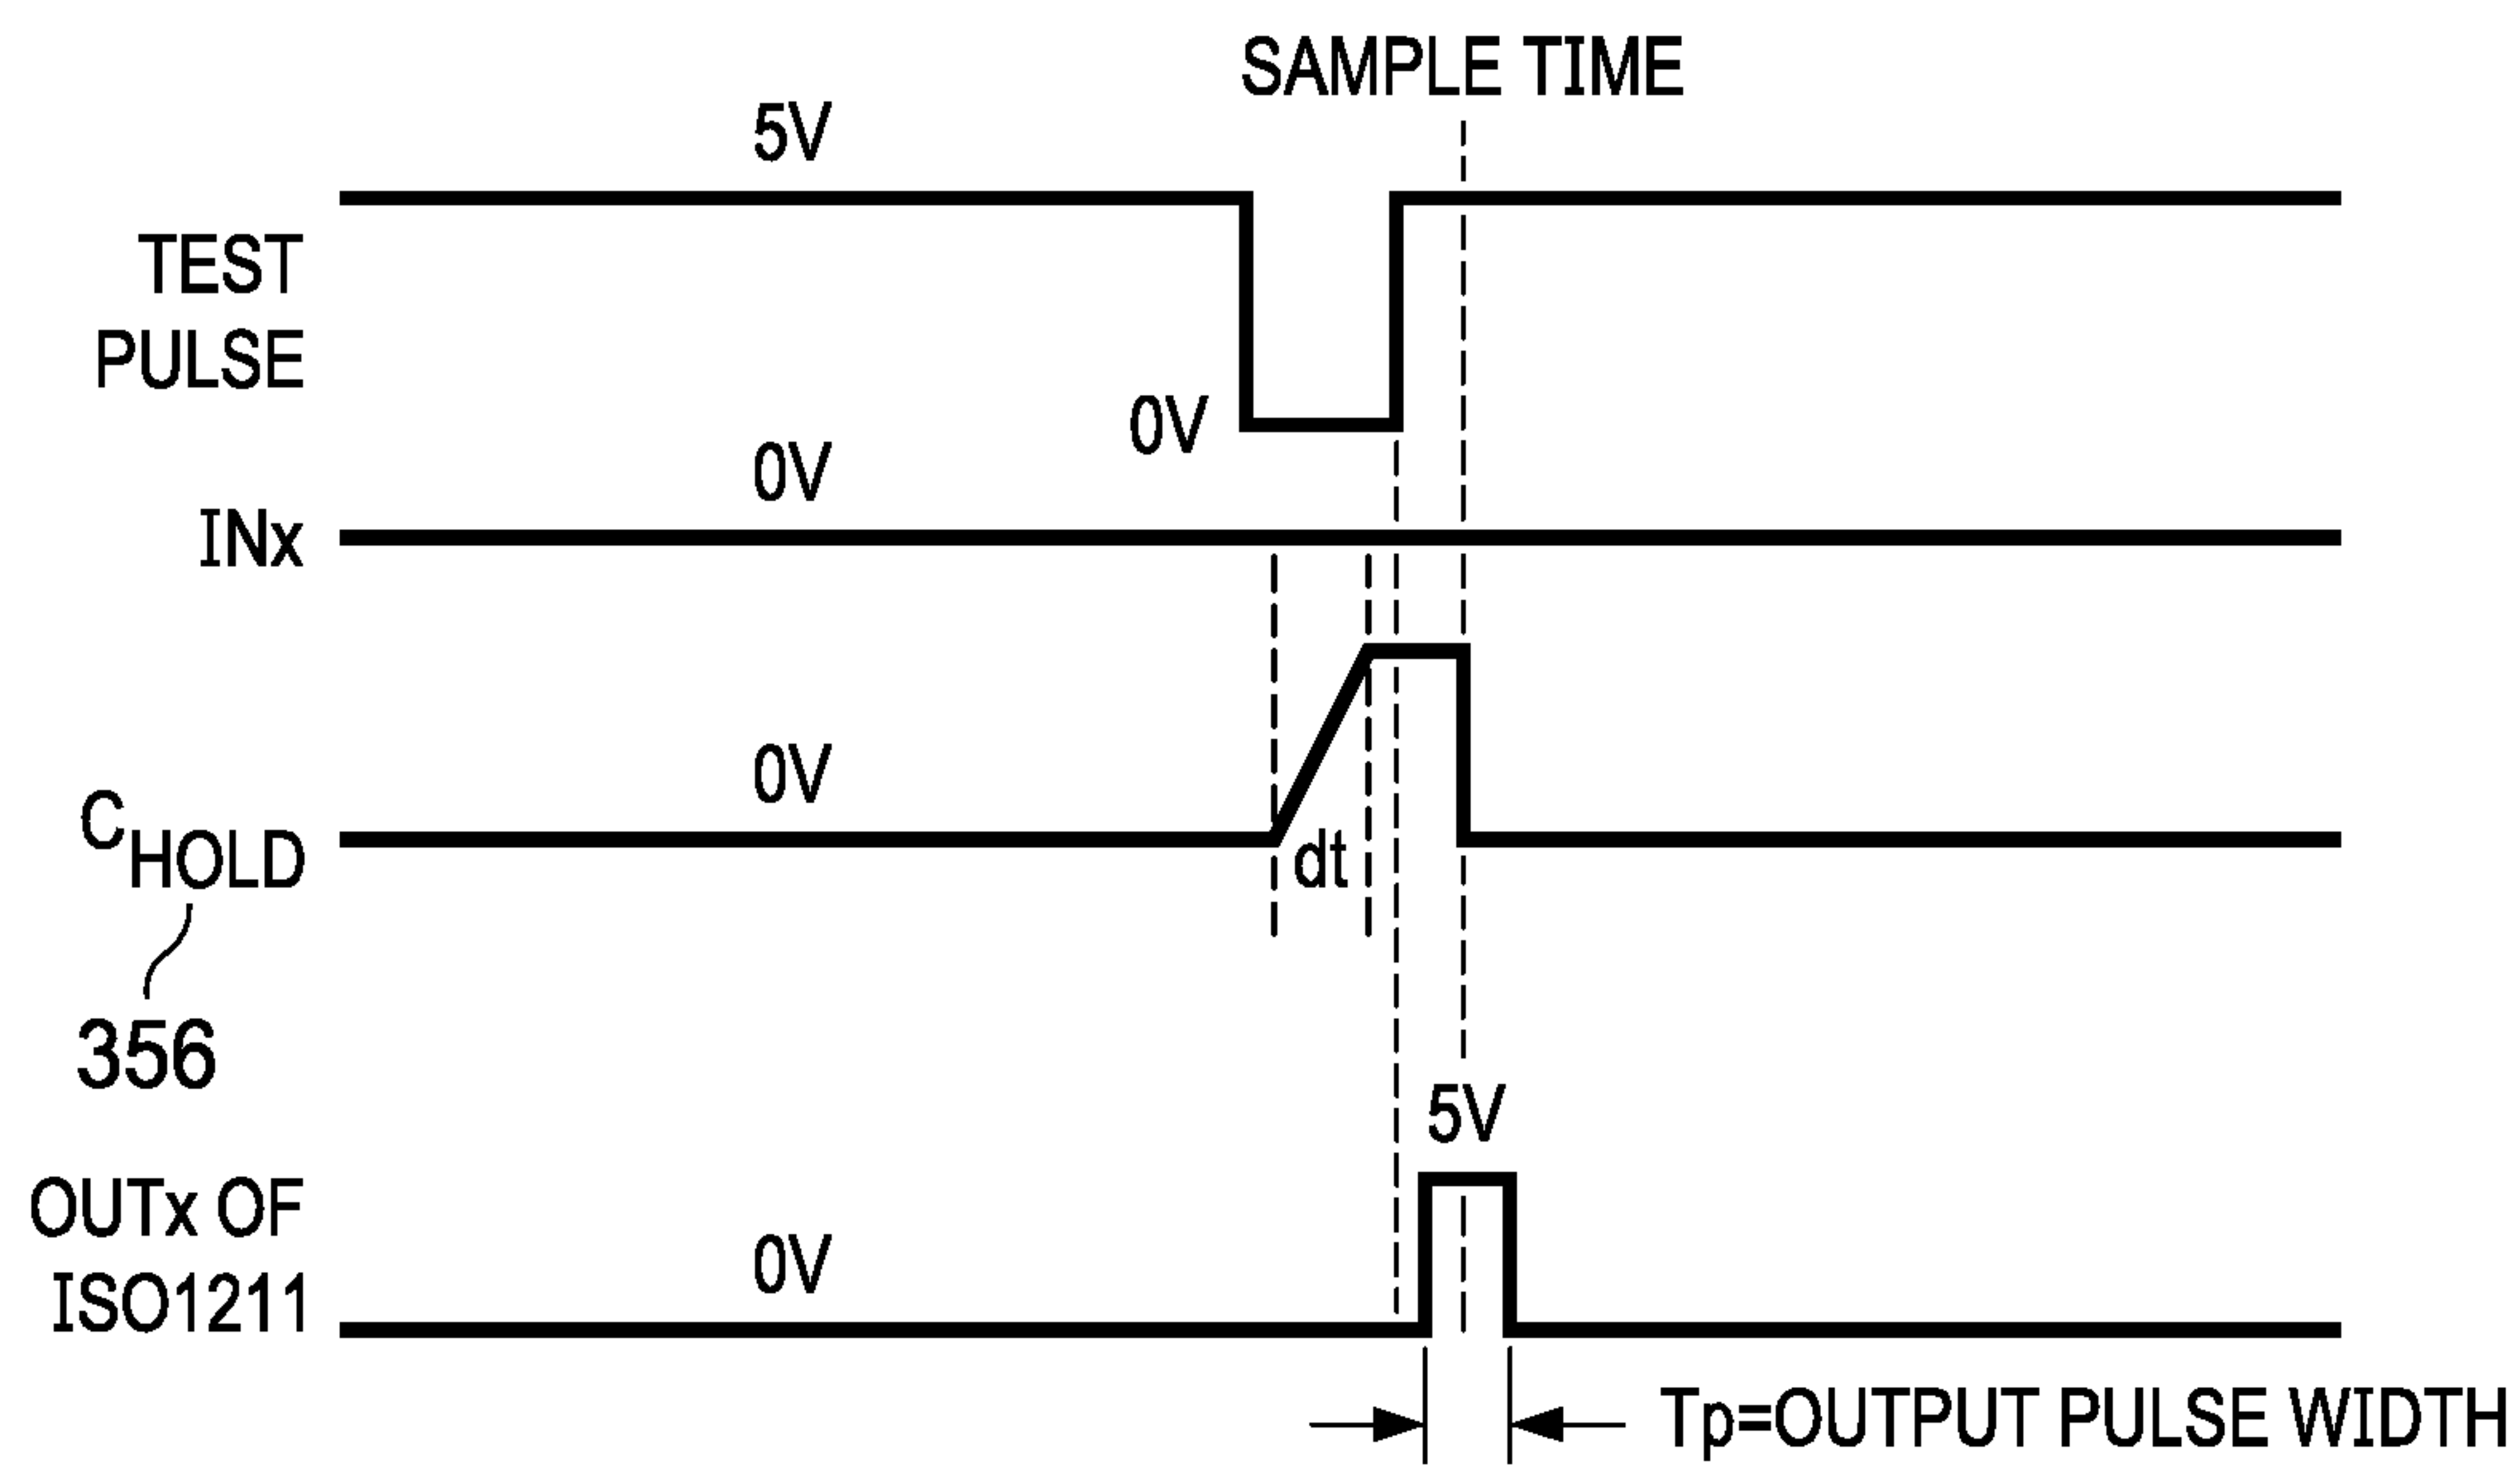 SAMPLE TIME
5V
TEST
PULSE
0V
0V
INx
0V
CHOLD
dt
356
5V
OUTx OF
ISO1211
0V
Tp=OUTPUT PULSE WIDTH